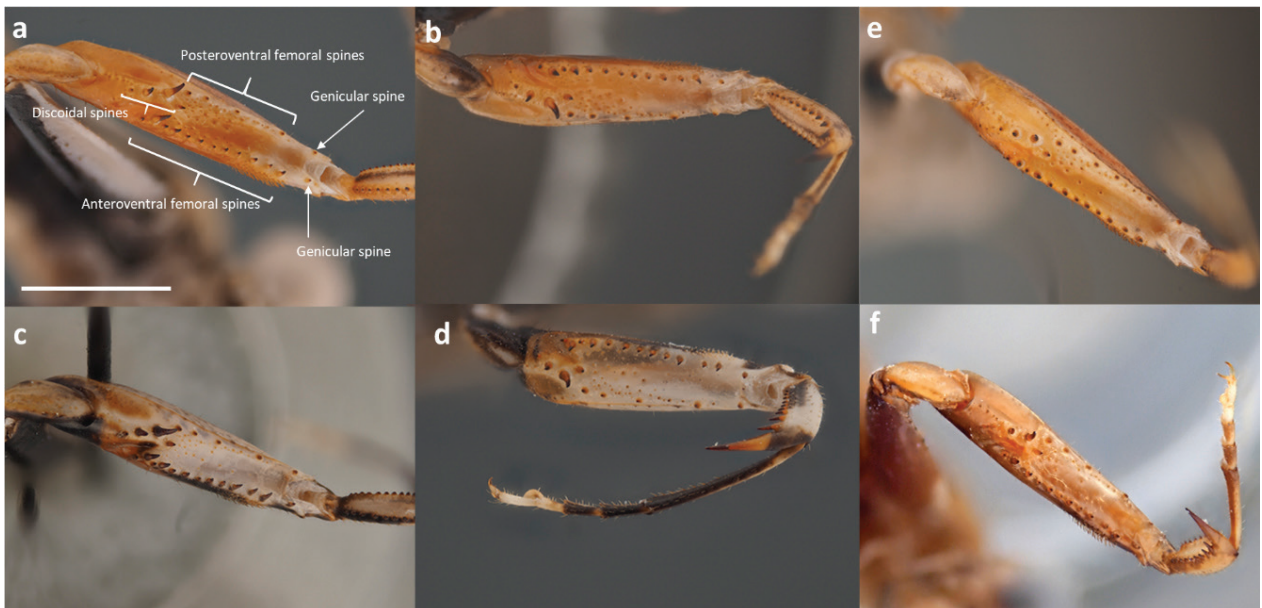 a
Posteroventral femoral spines
Genicular spine
Discoidal spines
Anteroventral femoral spines
Genicular spine
b
e
c
d
f